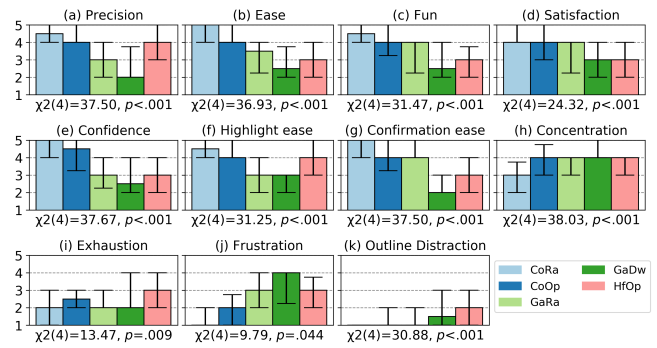 (a) Precision (b) Ease (c) Fun (d) Satisfaction
5
4
3
2
1
χ2(4)=37.50, p<.001 χ2(4)=36.93, p<.001 χ2(4)=31.47, p<.001 χ2(4)=24.32, p<.001
(e) Confidence (f) Highlight ease (g) Confirmation ease (h) Concentration
5
4
3
2
1
χ2(4)=37.67, p<.001 χ2(4)=31.25, p<.001 χ2(4)=37.50, p<.001 χ2(4)=38.03, p<.001
(i) Exhaustion (j) Frustration (k) Outline Distraction
5
4
3
2
1
χ2(4)=13.47, p=.009 χ2(4)=9.79, p=.044 χ2(4)=30.88, p<.001
CoRa GaDw
CoOp HfOp
GaRa